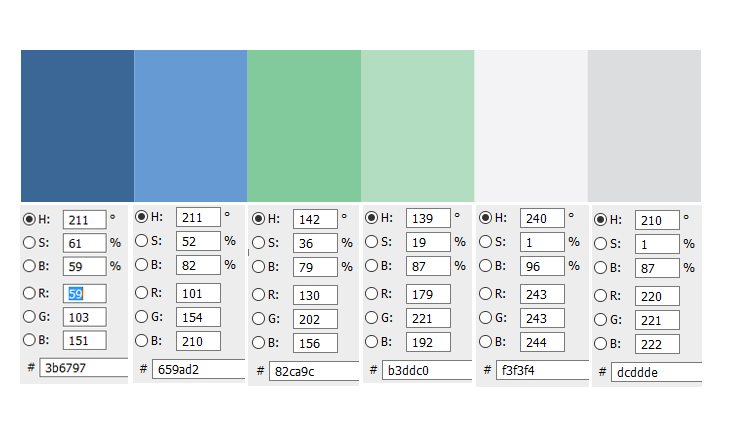 H: 211 °
S: 61 %
B: 59 %
R: 59
G: 103
B: 151
# 3b6797
H: 211 °
S: 52 %
B: 82 %
R: 101
G: 154
B: 210
# 659ad2
H: 142 °
S: 36 %
B: 79 %
R: 130
G: 202
B: 156
# 82ca9c
H: 139 °
S: 19 %
B: 87 %
R: 179
G: 221
B: 192
# b3ddc0
H: 240 °
S: 1 %
B: 96 %
R: 243
G: 243
B: 244
# f3f3f4
H: 210 °
S: 1 %
B: 87 %
R: 220
G: 221
B: 222
# dcddde